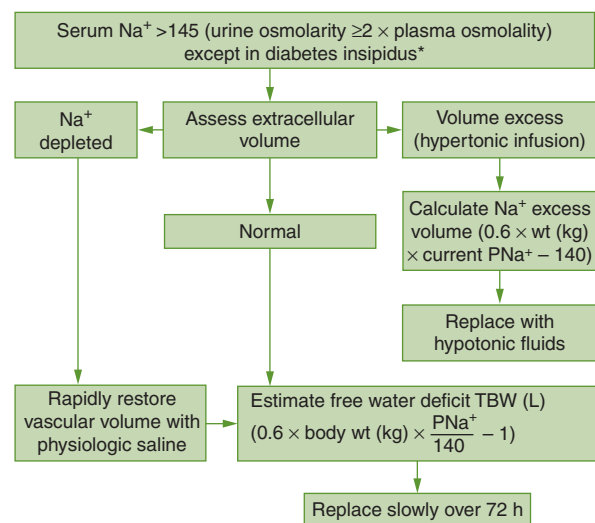 Serum Na⁺ >145 (urine osmolarity ≥2 × plasma osmolality)
except in diabetes insipidus*
Na⁺
depleted
Assess extracellular
volume
Volume excess
(hypertonic infusion)
Normal
Calculate Na⁺ excess
volume (0.6 × wt (kg)
× current PNa⁺ – 140)
Replace with
hypotonic fluids
Rapidly restore
vascular volume with
physiologic saline
Estimate free water deficit TBW (L)
(0.6 × body wt (kg) × PNa⁺/140 – 1)
Replace slowly over 72 h